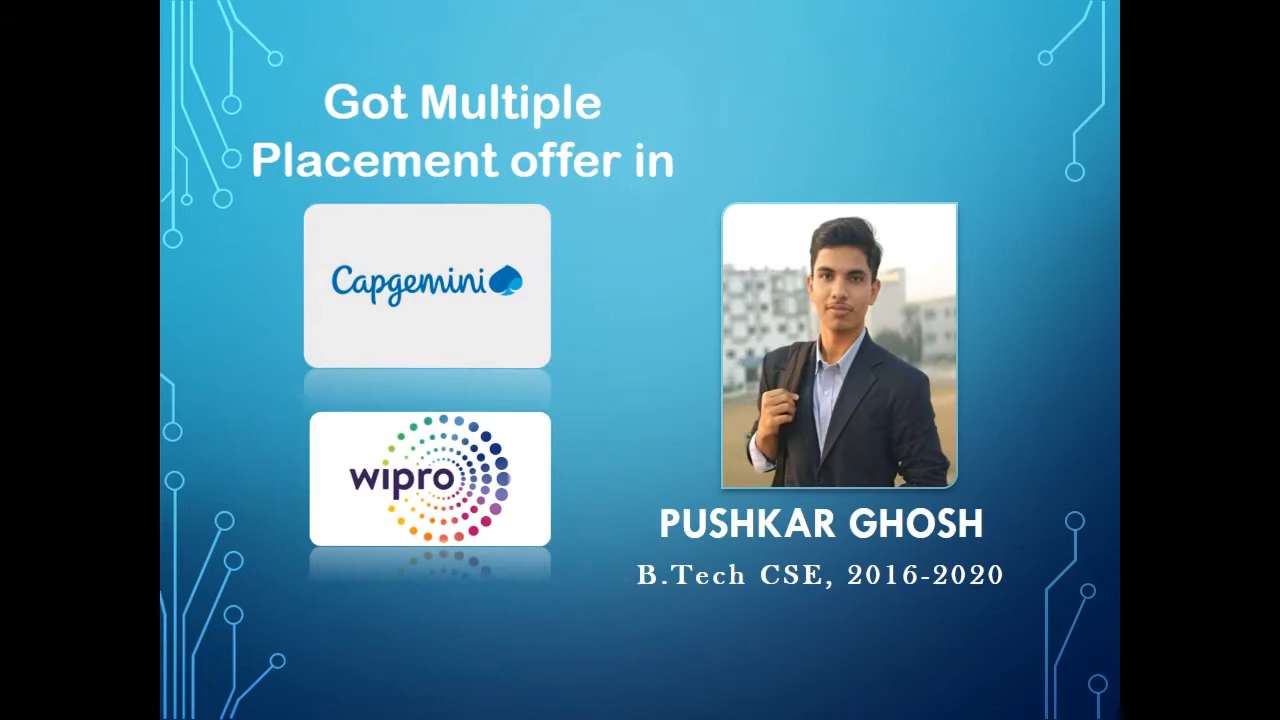 Got Multiple
Placement offer in
Capgemini
wipro
PUSHKAR GHOSH
B.Tech CSE, 2016-2020